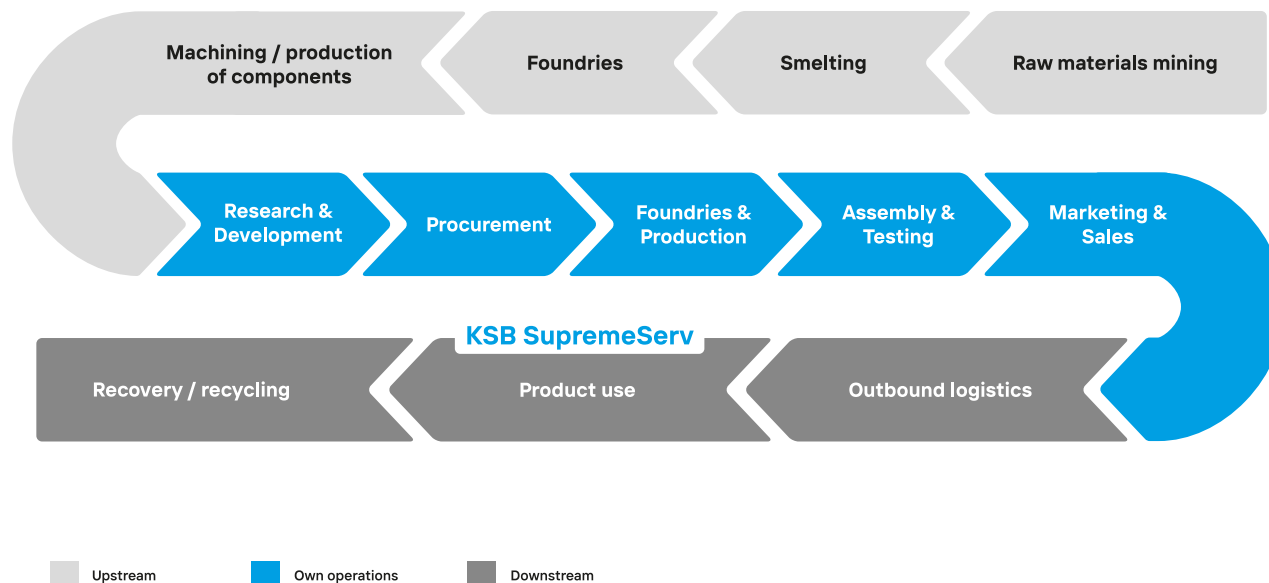 Machining / production
of components
Foundries
Smelting
Raw materials mining
Research &
Development
Procurement
Foundries &
Production
Assembly &
Testing
Marketing &
Sales
KSB SupremeServ
Recovery / recycling
Product use
Outbound logistics
Upstream
Own operations
Downstream